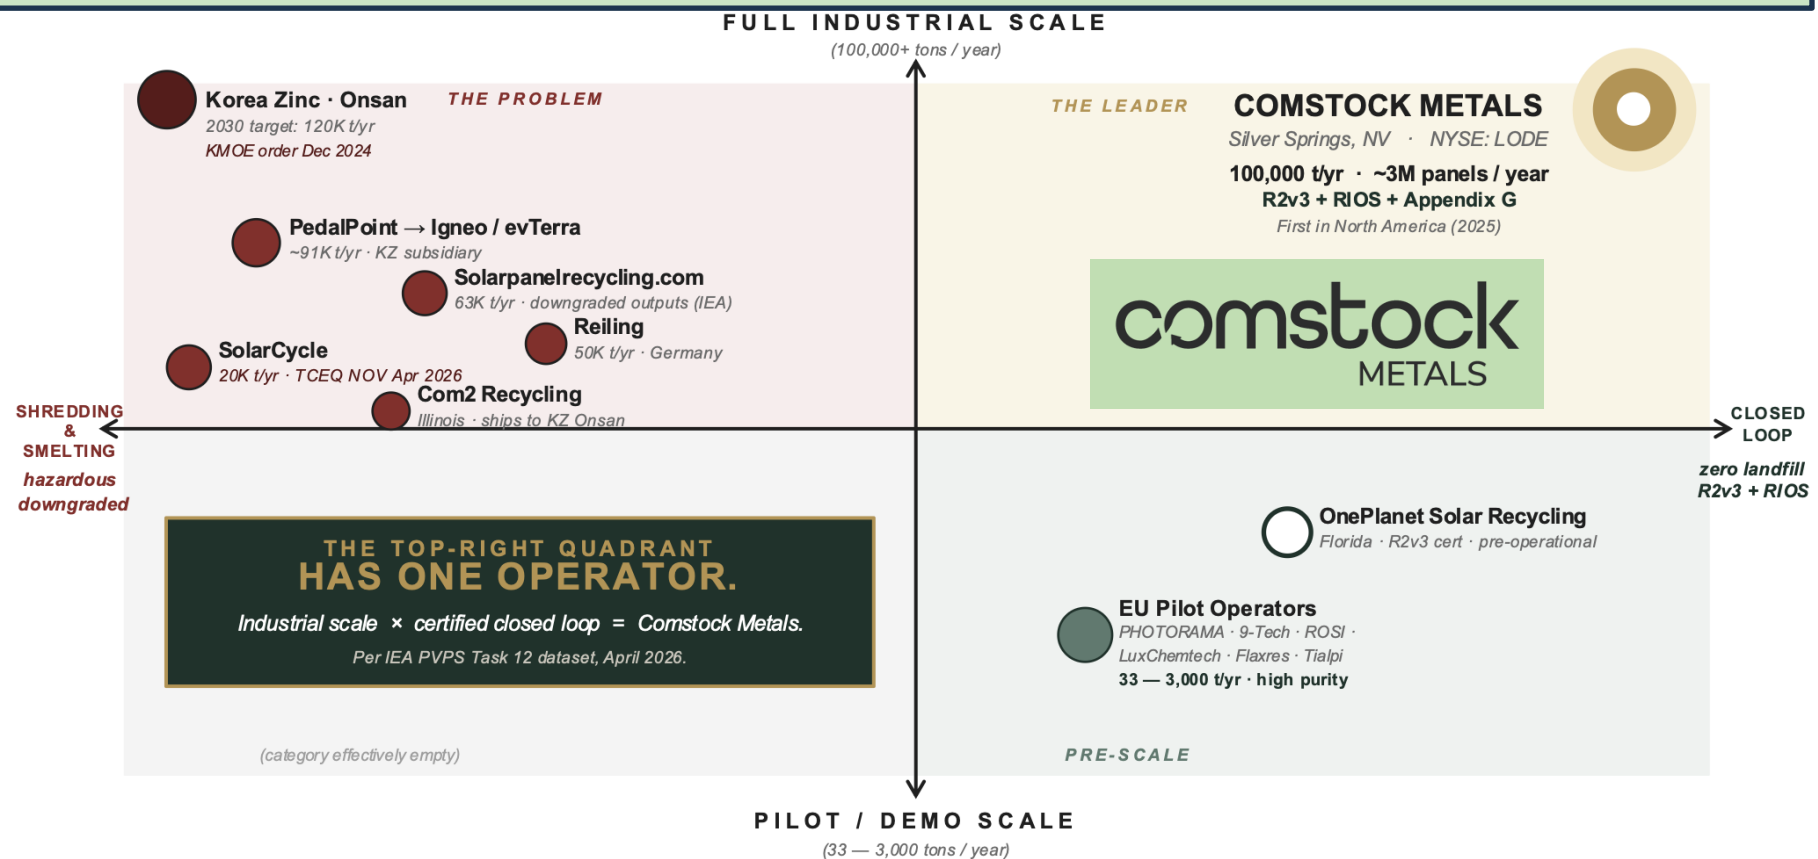 FULL INDUSTRIAL SCALE
(100,000+ tons / year)
Korea Zinc · Onsan
2030 target: 120K t/yr
KMOE order Dec 2024
THE PROBLEM
PedalPoint → Igneo / evTerra
~91K t/yr · KZ subsidiary
Solarpanelrecycling.com
63K t/yr · downgraded outputs (IEA)
Reiling
50K t/yr · Germany
SolarCycle
20K t/yr · TCEQ NOV Apr 2026
Com2 Recycling
Illinois · ships to KZ Onsan
THE LEADER
COMSTOCK METALS
Silver Springs, NV · NYSE: LODE
100,000 t/yr · ~3M panels / year
R2v3 + RIOS + Appendix G
First in North America (2025)
comstock
METALS
SHREDDING
&
SMELTING
hazardous
downgraded
CLOSED
LOOP
zero landfill
R2v3 + RIOS
THE TOP-RIGHT QUADRANT
HAS ONE OPERATOR.
Industrial scale × certified closed loop = Comstock Metals.
Per IEA PVPS Task 12 dataset, April 2026.
(category effectively empty)
OnePlanet Solar Recycling
Florida · R2v3 cert · pre-operational
EU Pilot Operators
PHOTORAMA · 9-Tech · ROSI ·
LuxChemtech · Flaxres · Tialpi
33 — 3,000 t/yr · high purity
PRE-SCALE
PILOT / DEMO SCALE
(33 — 3,000 tons / year)